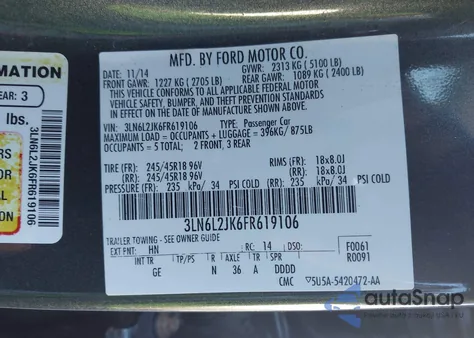 MFD. BY FORD MOTOR CO.
DATE: 11/14 GVWR: 2313 KG ( 5100 LB)
FRONT GAWR: 1227 KG ( 2705 LB) REAR GAWR: 1089 KG ( 2400 LB)
THIS VEHICLE CONFORMS TO ALL APPLICABLE FEDERAL MOTOR
VEHICLE SAFETY, BUMPER, AND THEFT PREVENTION STANDARDS
IN EFFECT ON THE DATE OF MANUFACTURE SHOWN ABOVE.
VIN: 3LN6L2JK6FR619106 TYPE: Passenger Car
MAXIMUM LOAD = OCCUPANTS + LUGGAGE = 396KG/ 875LB
OCCUPANTS = 5 TOTAL: 2 FRONT, 3 REAR
TIRE (FR): 245/45R18 96V RIMS (FR): 18x8.0J
(RR): 245/45R18 96V (RR): 18x8.0J
PRESSURE (FR): 235 kPa/ 34 PSI COLD (RR): 235 kPa/ 34 PSI COLD
3LN6L2JK6FR619106
TRAILER TOWING - SEE OWNER GUIDE
EXT PNT: HN RC: 14 DSO: F0061
INT TR TP/PS R AXLE TR SPR R0091
GE N 36 A DDDD
CMC 5U5A-5420472-AA
RMATION
EAR: 3
lbs.
3LN6L2JK6FR619106
RS
autoSnap